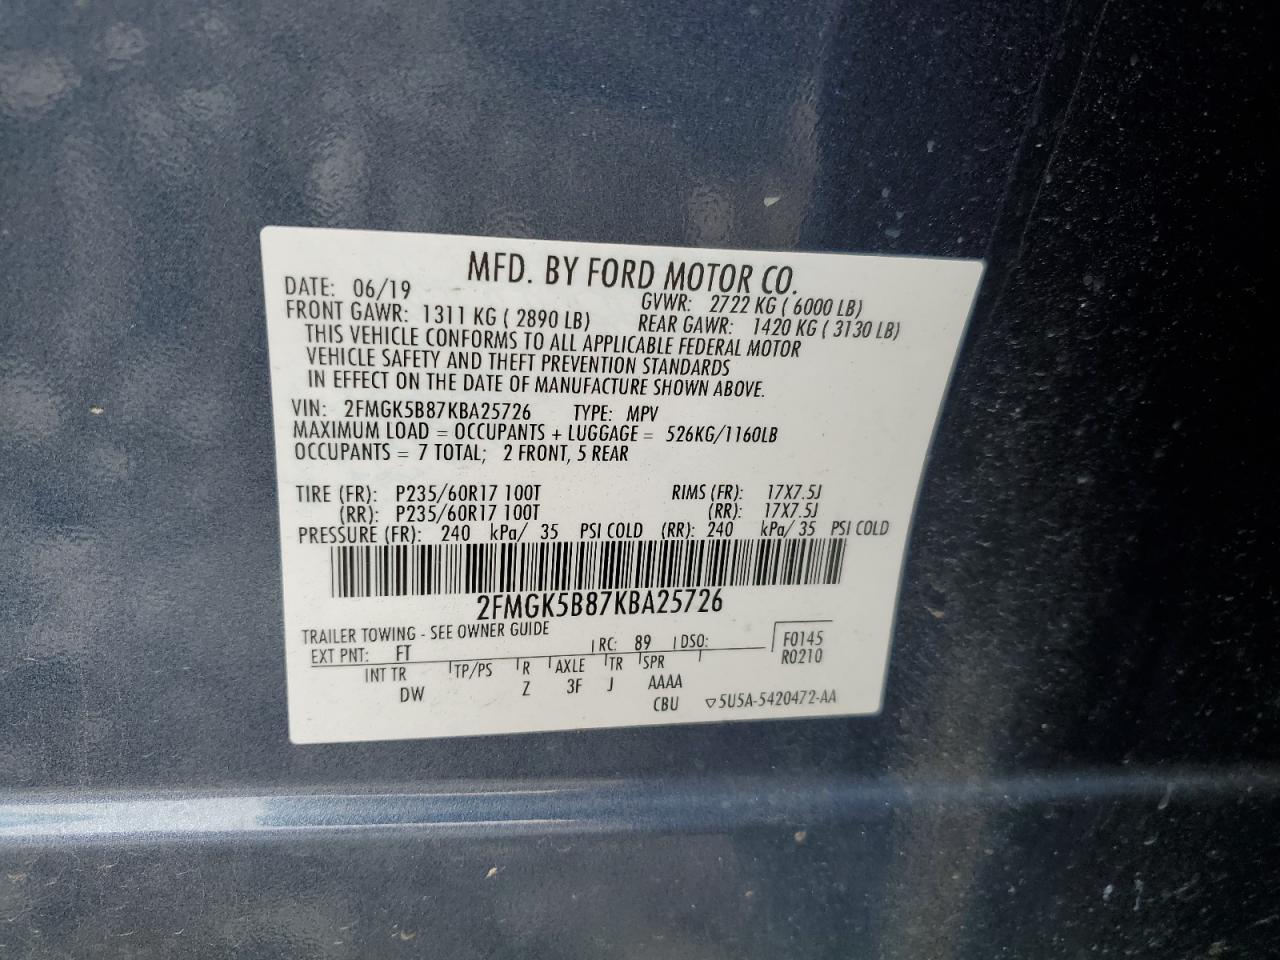 MFD. BY FORD MOTOR CO.
DATE: 06/19 GVWR: 2722 KG ( 6000 LB)
FRONT GAWR: 1311 KG ( 2890 LB) REAR GAWR: 1420 KG ( 3130 LB)
THIS VEHICLE CONFORMS TO ALL APPLICABLE FEDERAL MOTOR
VEHICLE SAFETY AND THEFT PREVENTION STANDARDS
IN EFFECT ON THE DATE OF MANUFACTURE SHOWN ABOVE.
VIN: 2FMGK5B87KBA25726 TYPE: MPV
MAXIMUM LOAD = OCCUPANTS + LUGGAGE = 526KG/1160LB
OCCUPANTS = 7 TOTAL; 2 FRONT, 5 REAR
TIRE (FR): P235/60R17 100T RIMS (FR): 17X7.5J
(RR): P235/60R17 100T (RR): 17X7.5J
PRESSURE (FR): 240 kPa/ 35 PSI COLD (RR): 240 kPa/ 35 PSI COLD
2FMGK5B87KBA25726
TRAILER TOWING - SEE OWNER GUIDE
EXT PNT: FT RC: 89 DSO: F0145
R0210
INT TR TP/PS R AXLE TR SPR
DW Z 3F J AAAA
CBU ▽5U5A-5420472-AA